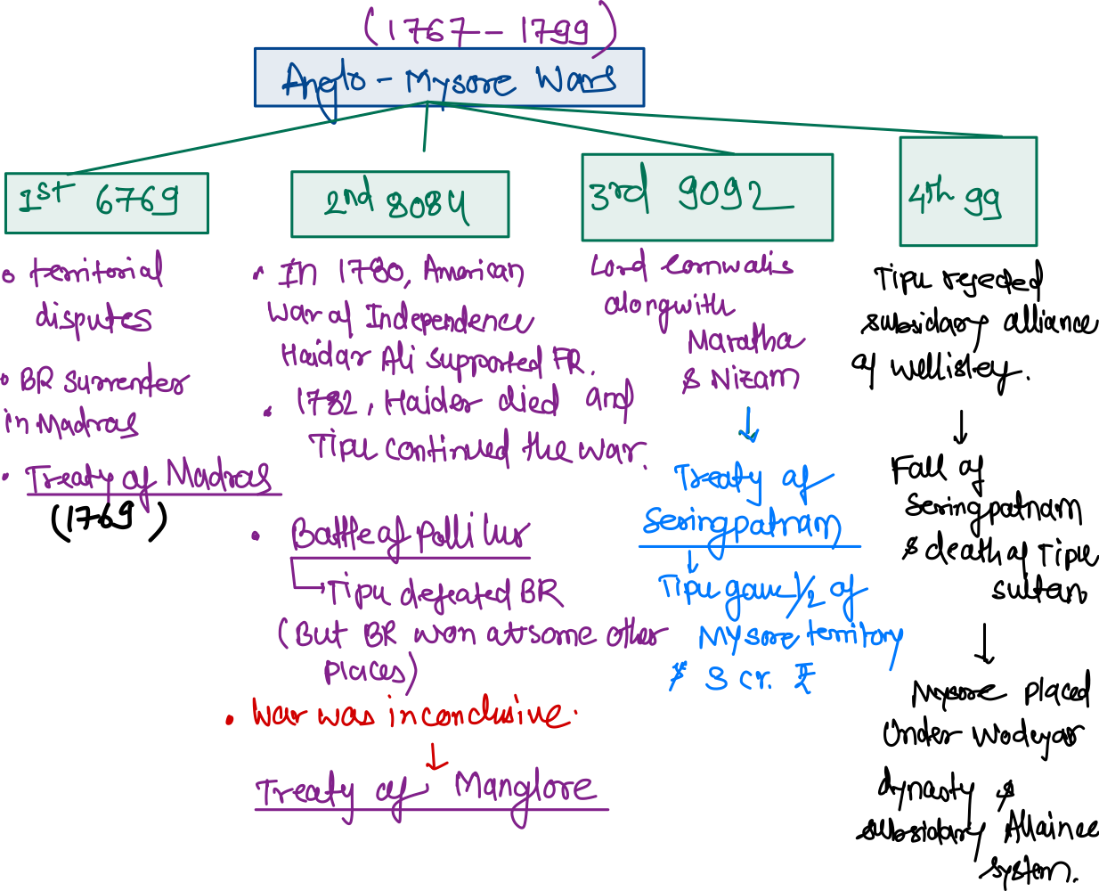 (1767 - 1799)
Anglo - Mysore Wars
1st 6769
territorial
disputes
BR surrender
in Madras
Treaty of Madras
(1769)
2nd 8084
In 1780, American
War of Independence
Haidar Ali supported FR.
1782, Haider died and
Tipu continued the war.
Battle of Pollilur
Tipu defeated BR
(But BR won at some other
places)
War was inconclusive.
Treaty of Manglore
3rd 9092
Lord Cornwalis
alongwith
Maratha
& Nizam
Treaty of
Seringpatnam
Tipu gave 1/2 of
Mysore territory
& 3 cr. ₹
4th 99
Tipu rejected
subsidary alliance
of Wellisley.
Fall of
Seringpatnam
& death of Tipu
sultan
Mysore placed
Under Wodeyar
dynasty &
subsidary Allaince
system.